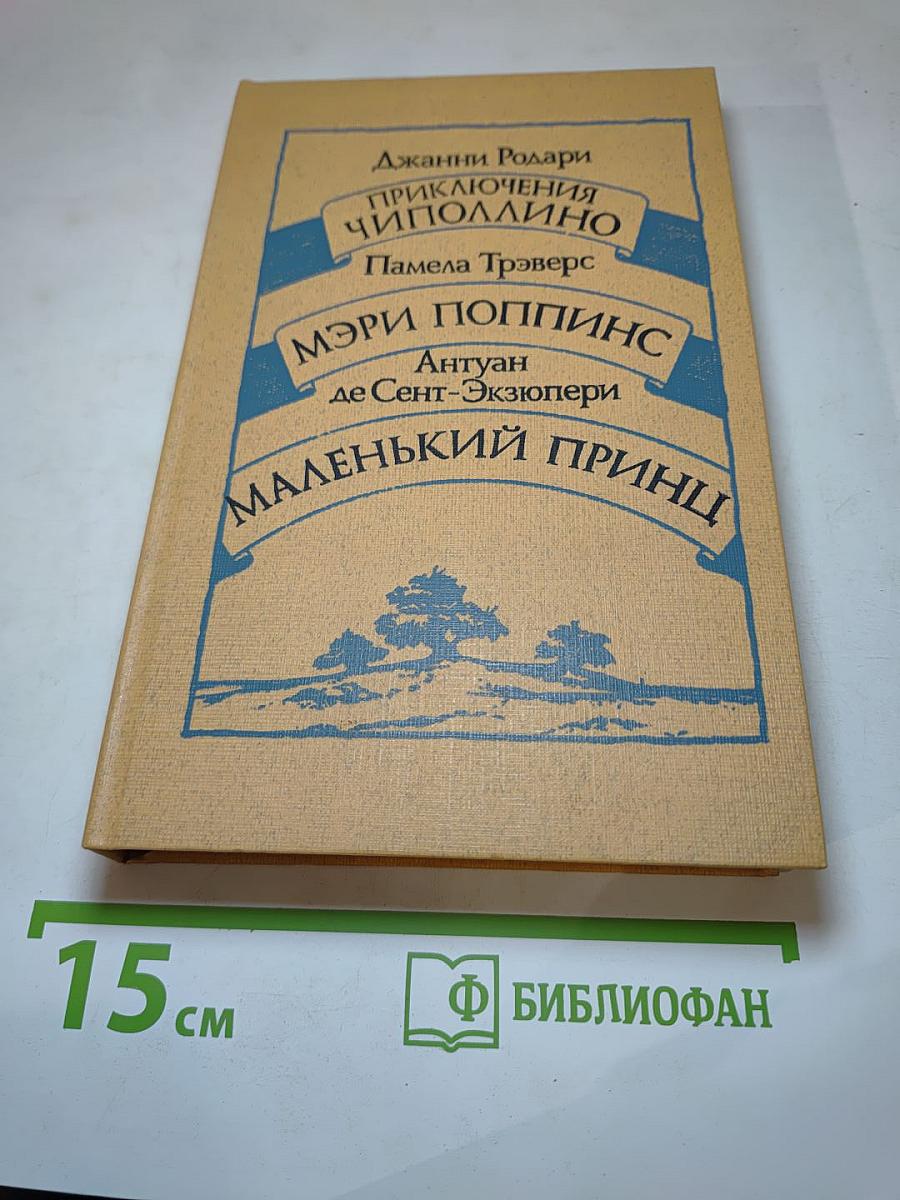 Джанни Родари
ПРИКЛЮЧЕНИЯ
ЧИПОЛЛИНО
Памела Трэверс
МЭРИ ПОППИНС
Антуан
де Сент-Экзюпери
МАЛЕНЬКИЙ ПРИНЦ
15 см
Ф БИБЛИОФАН